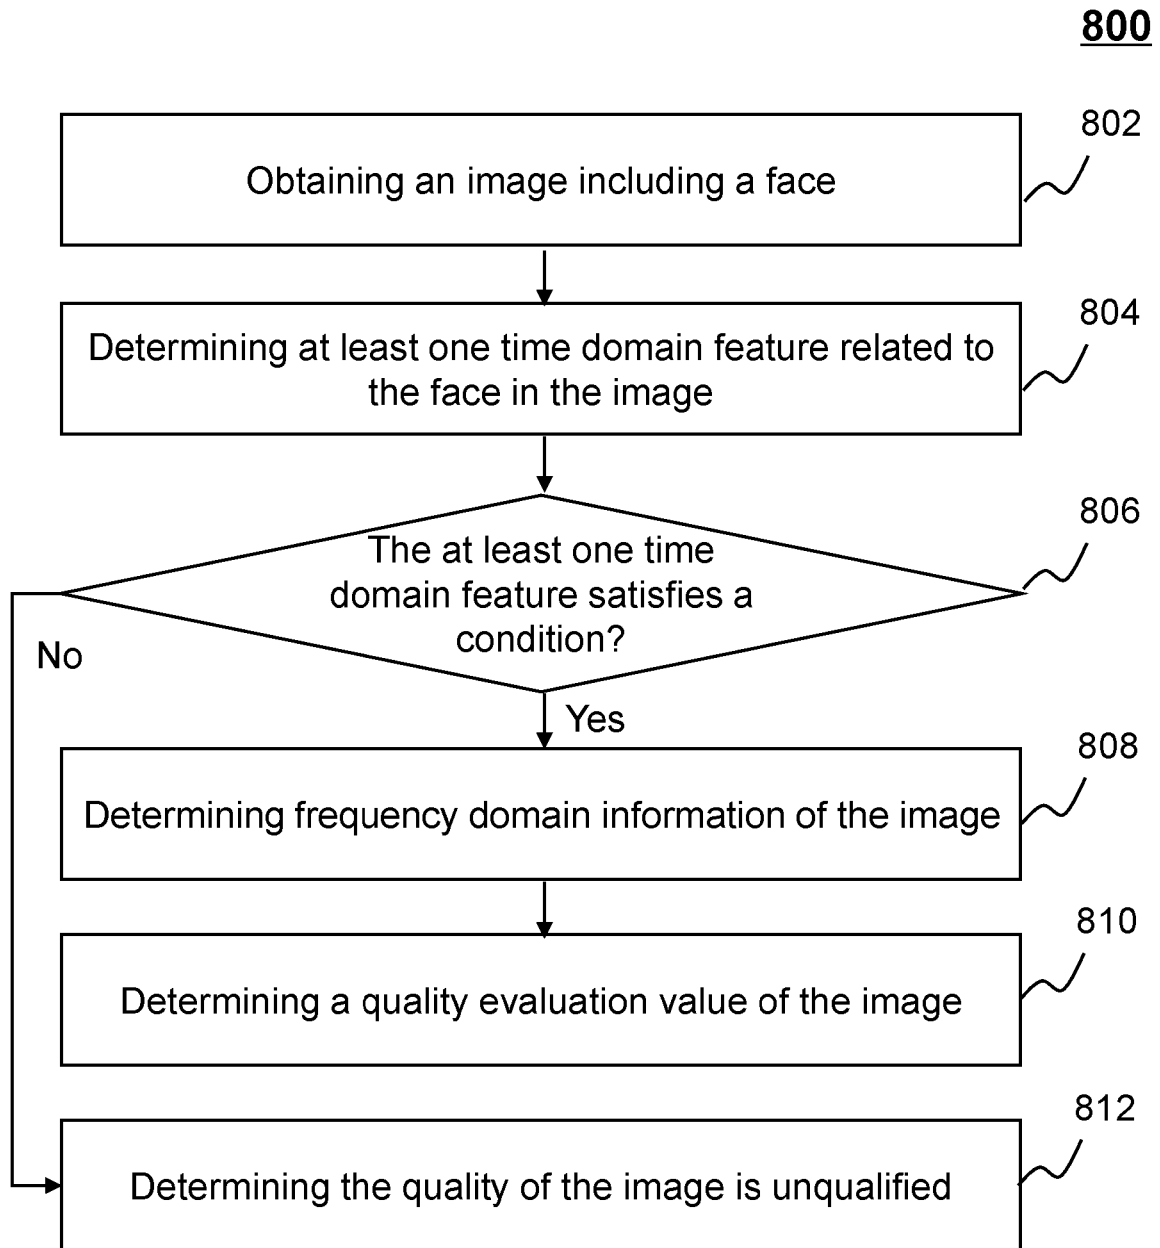 800
802
Obtaining an image including a face
804
Determining at least one time domain feature related to
the face in the image
806
The at least one time
domain feature satisfies a
condition?
No
Yes
808
Determining frequency domain information of the image
810
Determining a quality evaluation value of the image
812
Determining the quality of the image is unqualified